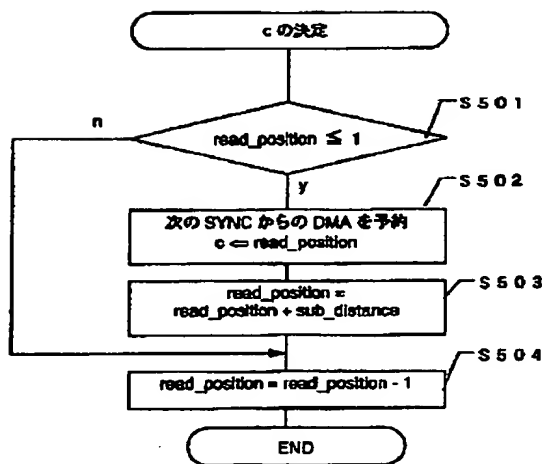 cの決定
S501
n
read_position ≦ 1
y
S502
次の SYNC からの DMA を予約
c ⇐ read_position
S503
read_position =
read_position + sub_distance
S504
read_position = read_position - 1
END